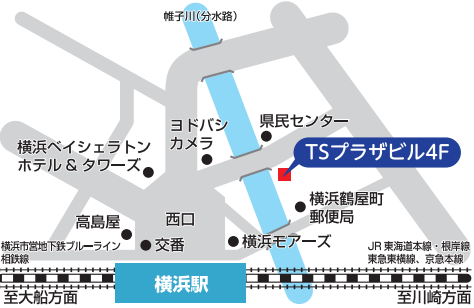 帷子川(分水路)
県民センター
ヨドバシ
カメラ
TSプラザビル4F
横浜ベイシェラトン
ホテル & タワーズ
横浜鶴屋町
郵便局
高島屋
西口
交番
横浜モアーズ
横浜市営地下鉄ブルーライン
相鉄線
JR 東海道本線・根岸線
東急東横線、京急本線
横浜駅
至大船方面
至川崎方面